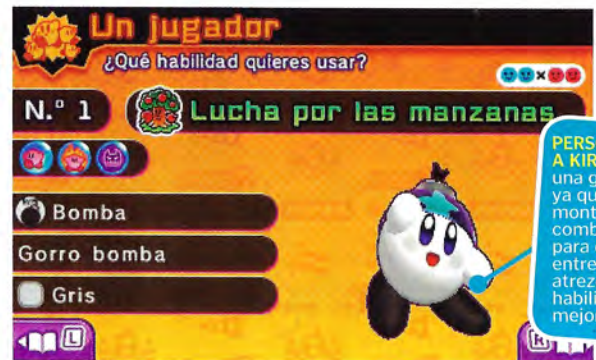 Un jugador
¿Qué habilidad quieres usar?
N.º 1
Lucha por las manzanas
Bomba
Gorro bomba
Gris
L
R
PERS
A KIR
una g
ya qu
mont
comb
para
entre
atrez
habili
mejor